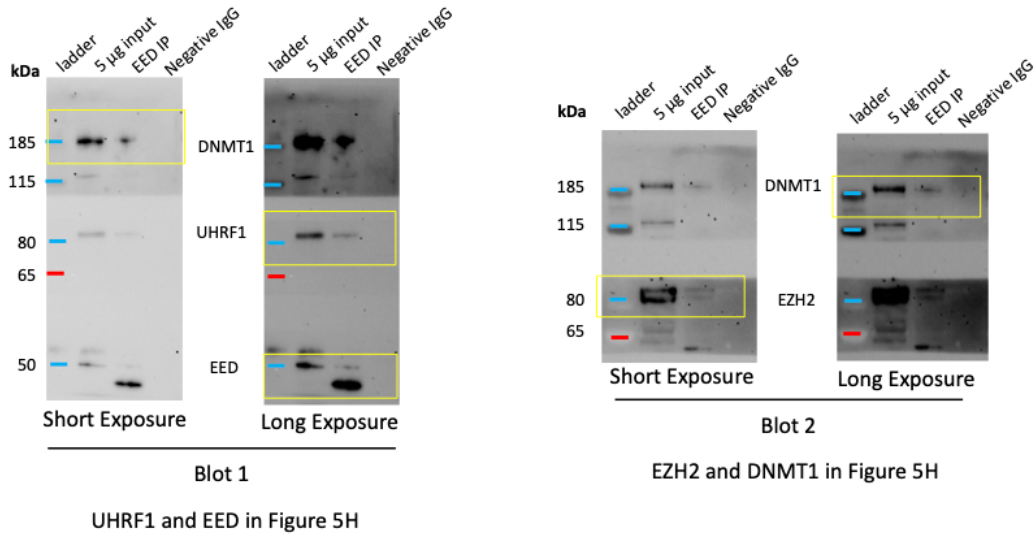 ladder
5 µg input
EED IP
Negative IgG
ladder
5 µg input
EED IP
Negative IgG
kDa
185
115
80
65
50
DNMT1
UHRF1
EED
Short Exposure
Long Exposure
Blot 1
UHRF1 and EED in Figure 5H
ladder
5 µg input
EED IP
Negative IgG
ladder
5 µg input
EED IP
Negative IgG
kDa
185
115
80
65
DNMT1
EZH2
Short Exposure
Long Exposure
Blot 2
EZH2 and DNMT1 in Figure 5H